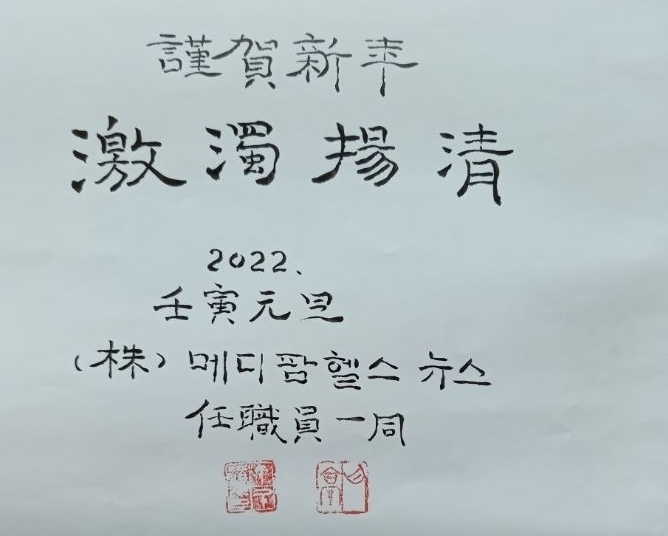 謹賀新年
激濁揚清
2022.
壬寅元旦
(株) 메디팜헬스 뉴스
任職員一同